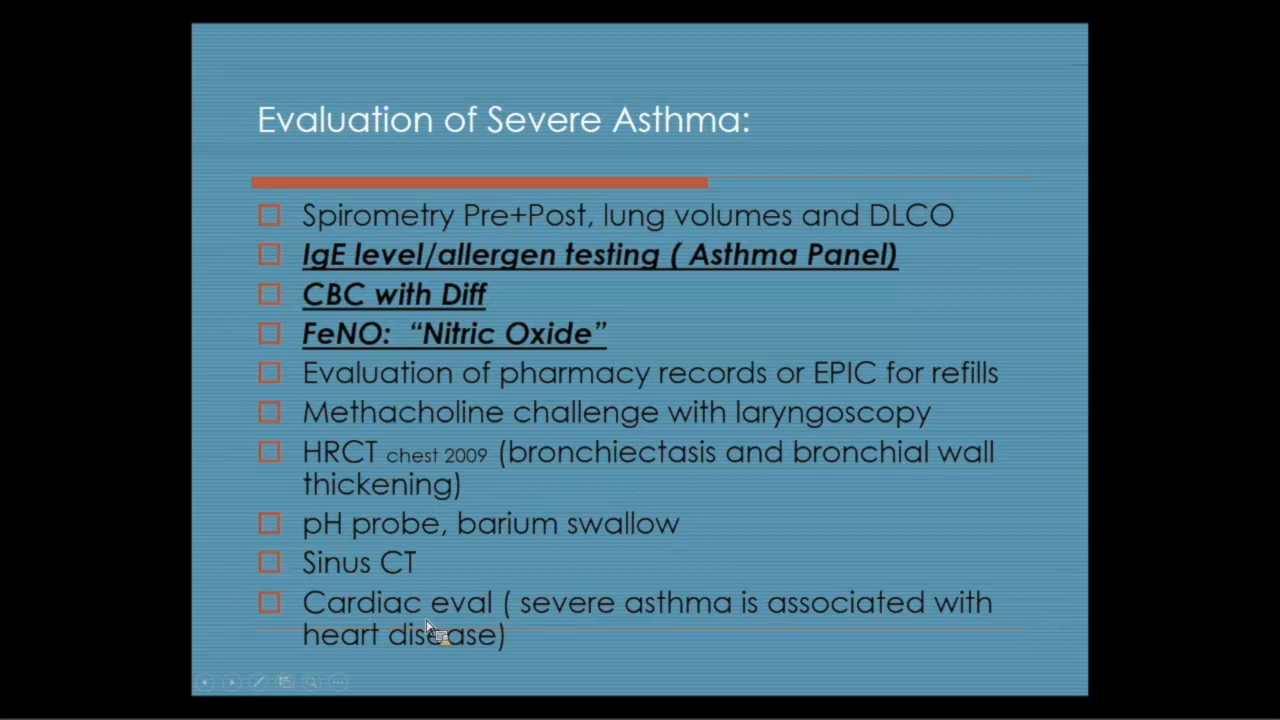 Evaluation of Severe Asthma:
Spirometry Pre+Post, lung volumes and DLCO
IgE level/allergen testing ( Asthma Panel)
CBC with Diff
FeNO:  “Nitric Oxide”
Evaluation of pharmacy records or EPIC for refills
Methacholine challenge with laryngoscopy
HRCT chest 2009 (bronchiectasis and bronchial wall
thickening)
pH probe, barium swallow
Sinus CT
Cardiac eval ( severe asthma is associated with
heart disease)